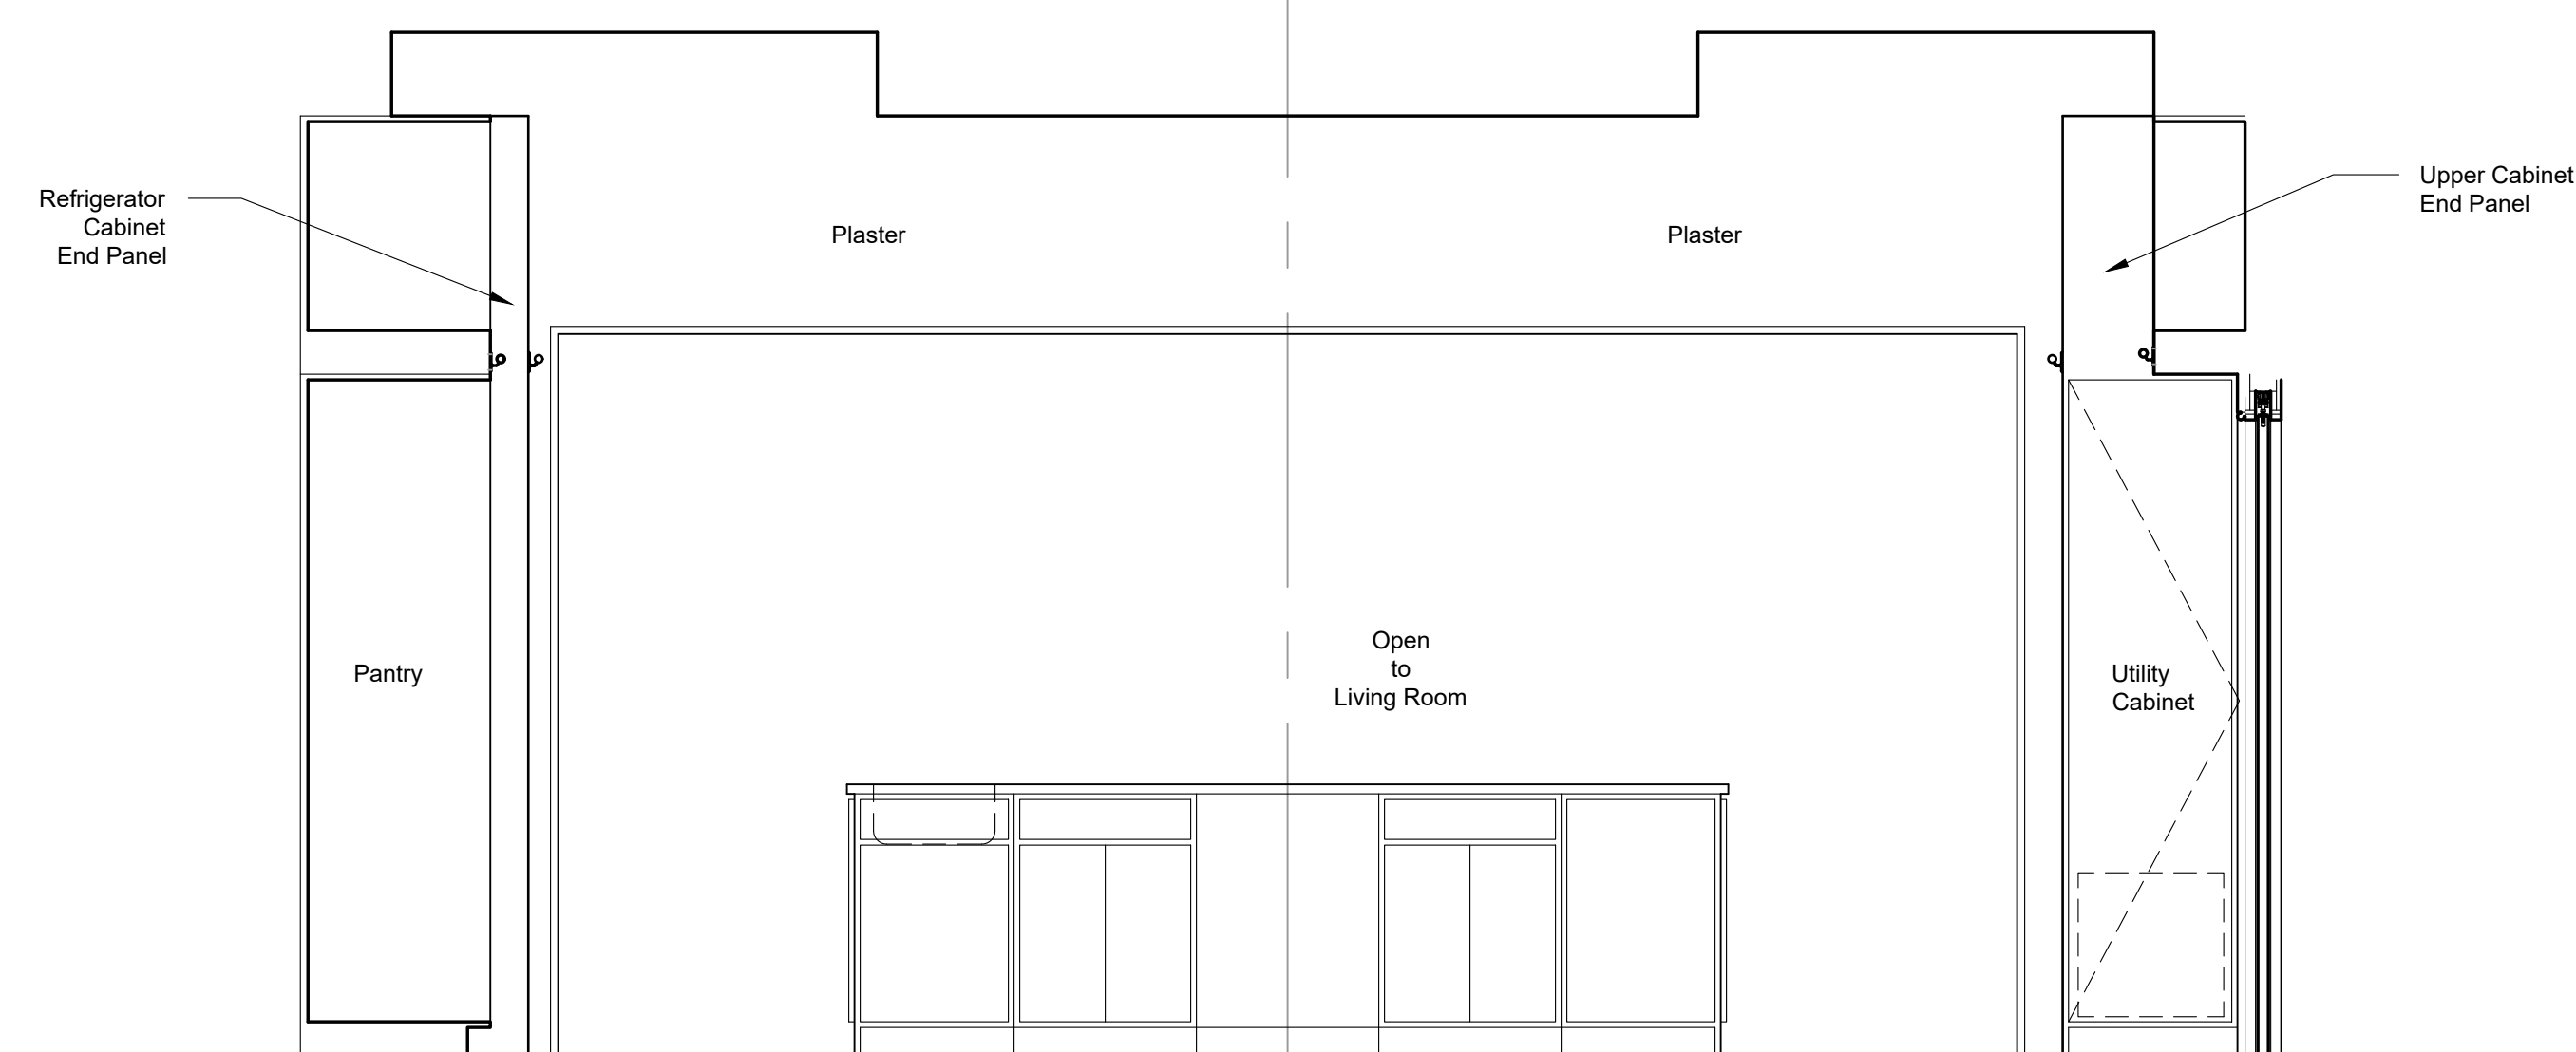 Refrigerator
Cabinet
End Panel
Plaster
Plaster
Upper Cabinet
End Panel
Pantry
Open
to
Living Room
Utility
Cabinet